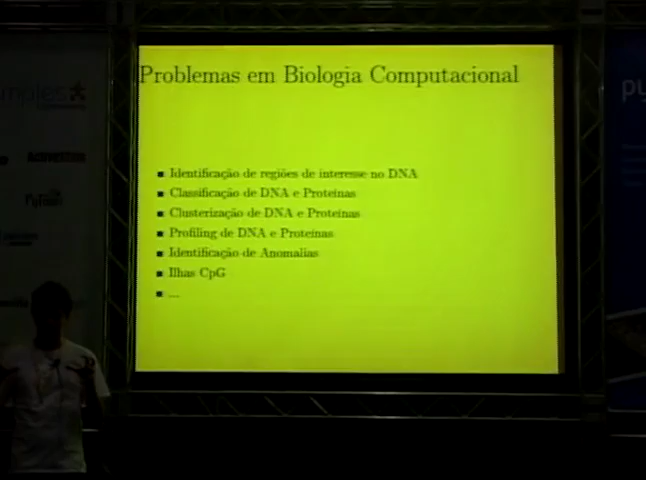 Problemas em Biologia Computacional
Identificação de regiões de interesse no DNA
Classificação de DNA e Proteínas
Clusterização de DNA e Proteínas
Profiling de DNA e Proteínas
Identificação de Anomalias
Ilhas CpG
...
py